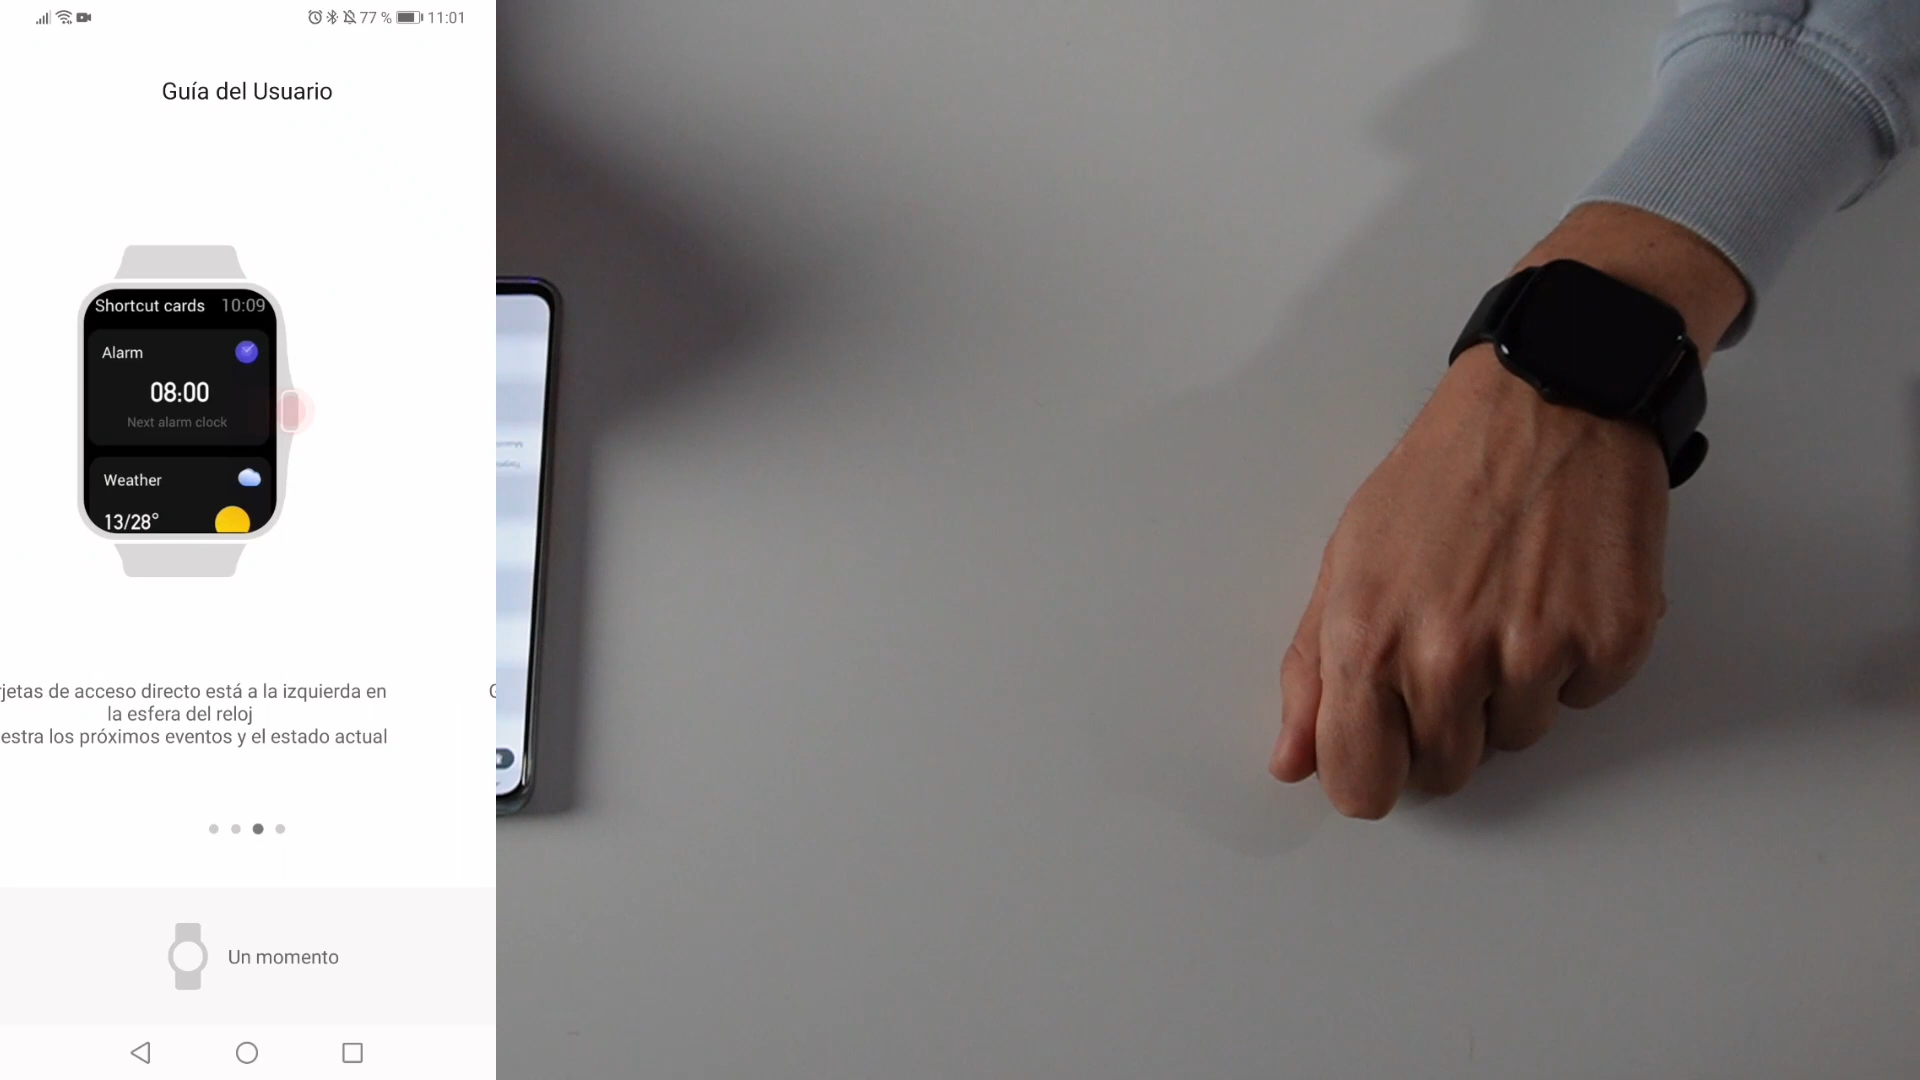 77 % 11:01
Guía del Usuario
Shortcut cards 10:09
Alarm
08:00
Next alarm clock
Weather
13/28°
jetas de acceso directo está a la izquierda en
la esfera del reloj
estra los próximos eventos y el estado actual
Un momento